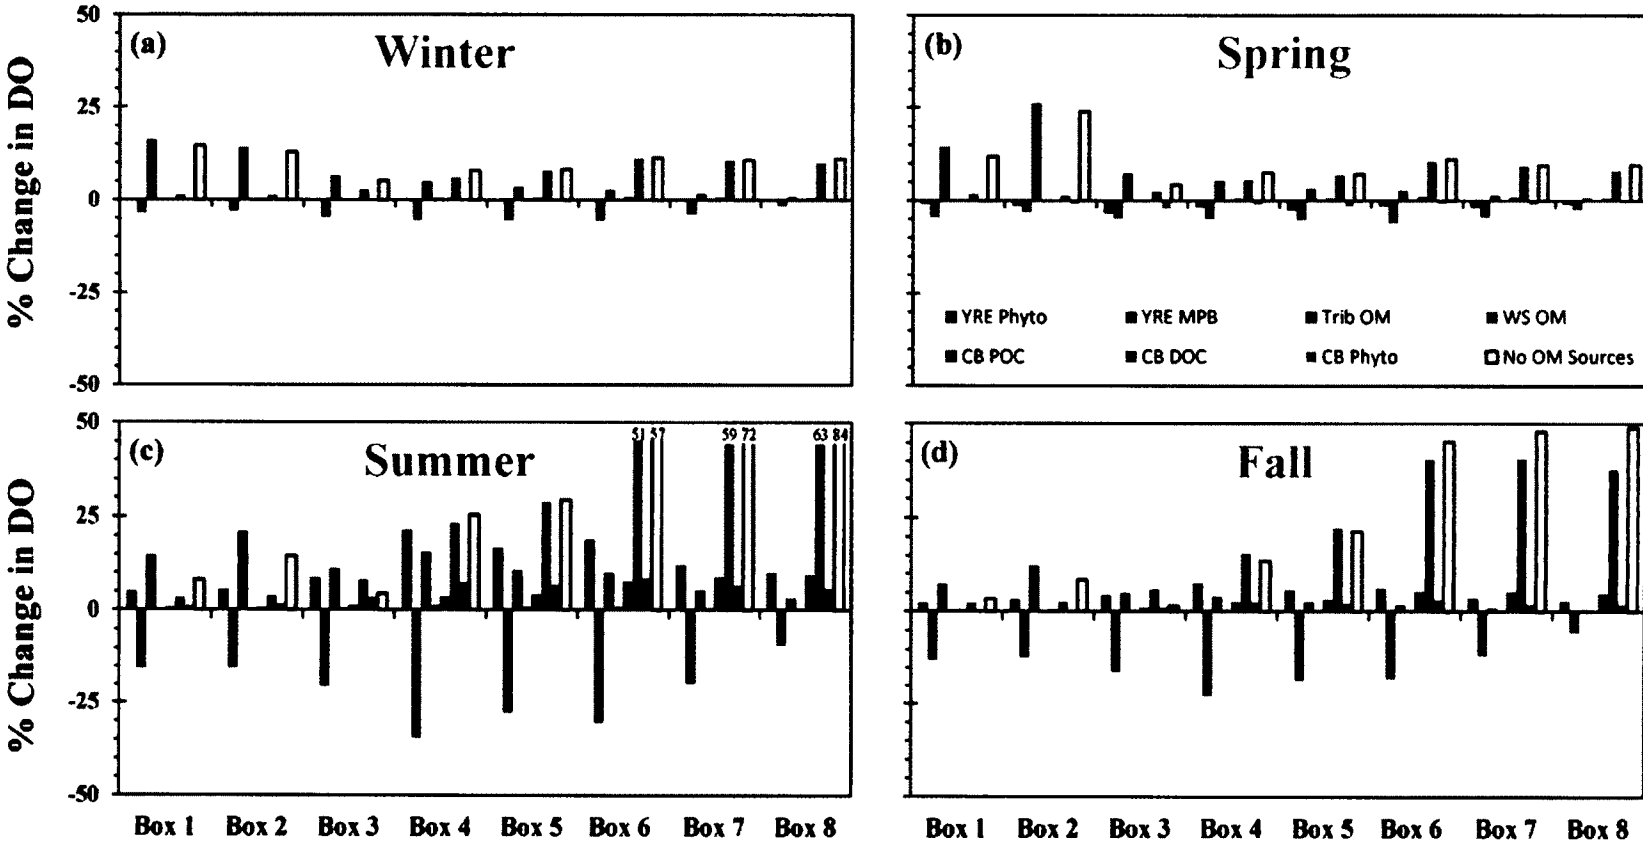 50
(a)
Winter
25
0
-25
-50
% Change in DO
(b)
Spring
YRE Phyto
YRE MPB
Trib OM
WS OM
CB POC
CB DOC
CB Phyto
No OM Sources
50
(c)
Summer
51 57
59 72
63 84
25
0
-25
-50
% Change in DO
Box 1 Box 2 Box 3 Box 4 Box 5 Box 6 Box 7 Box 8
(d)
Fall
Box 1 Box 2 Box 3 Box 4 Box 5 Box 6 Box 7 Box 8